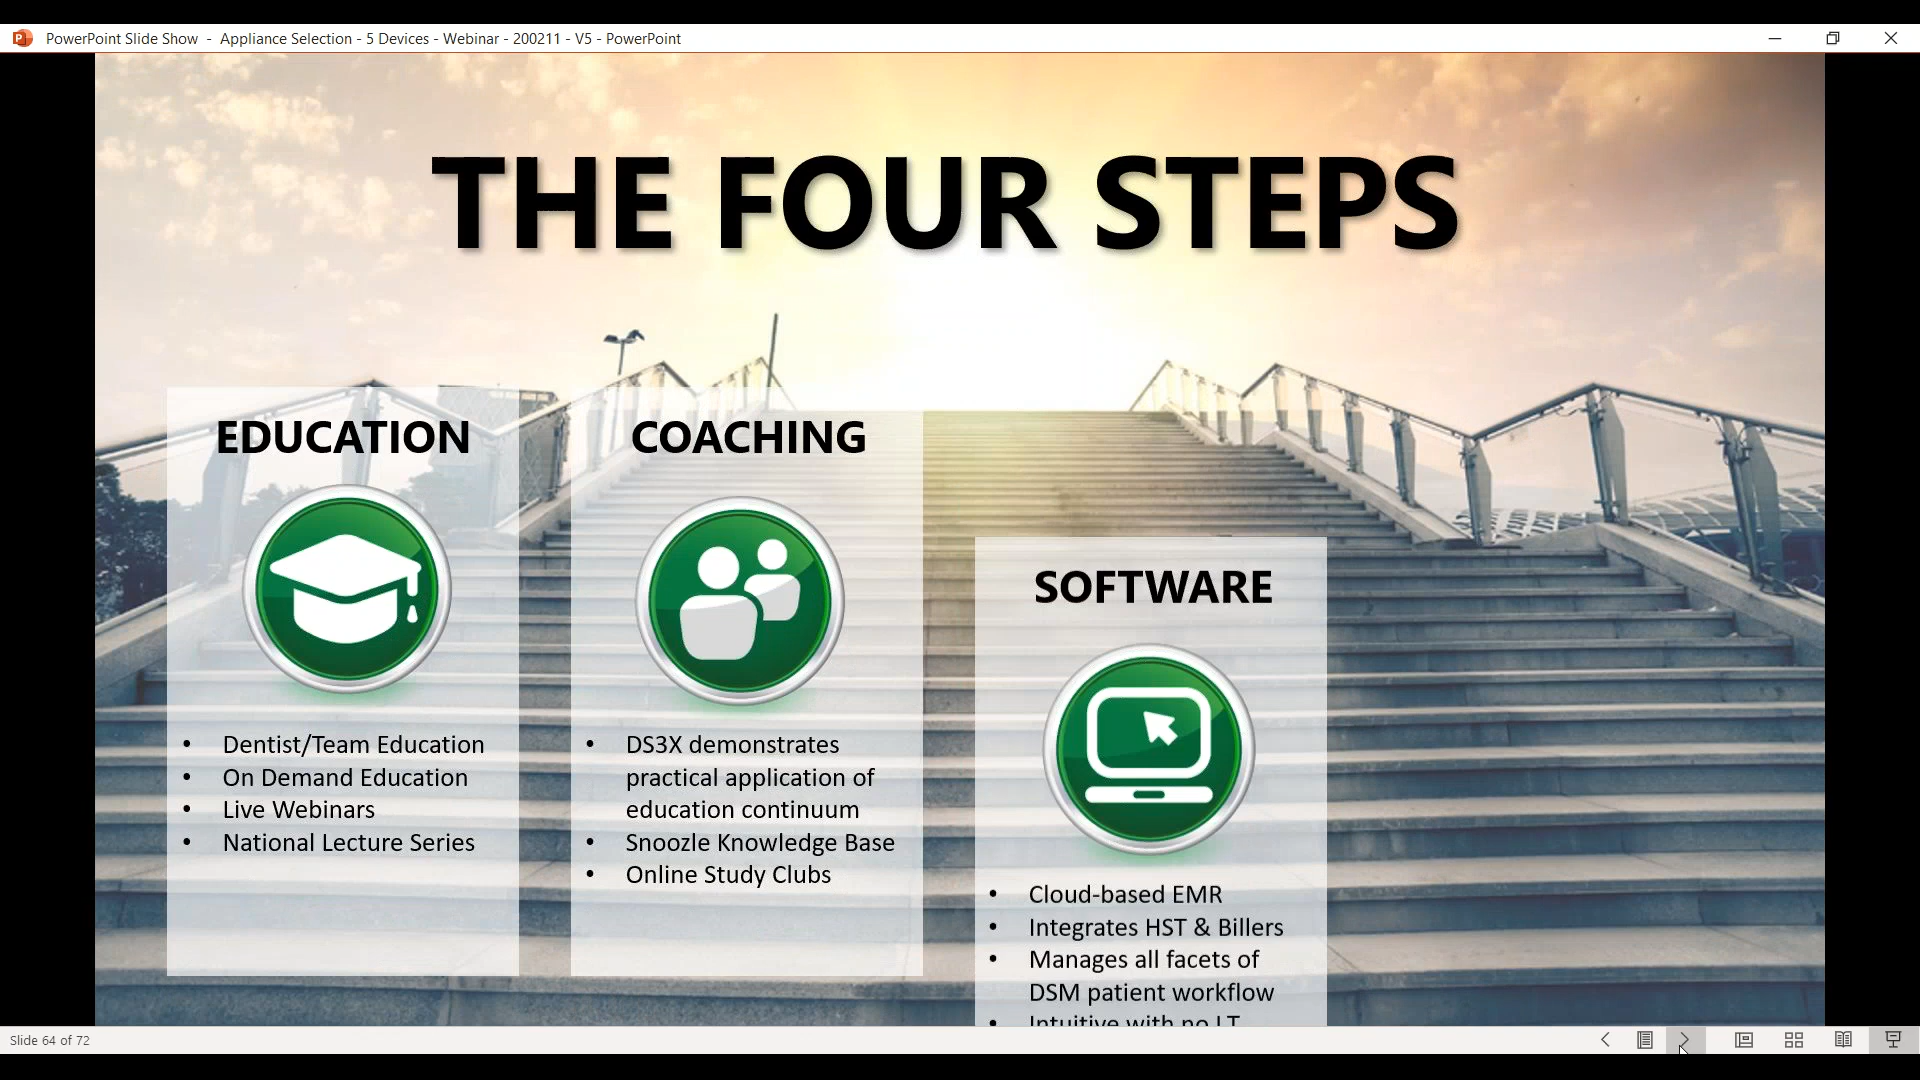 PowerPoint Slide Show - Appliance Selection - 5 Devices - Webinar - 200211 - V5 - PowerPoint
THE FOUR STEPS
EDUCATION
• Dentist/Team Education
• On Demand Education
• Live Webinars
• National Lecture Series
COACHING
• DS3X demonstrates
practical application of
education continuum
• Snoozle Knowledge Base
• Online Study Clubs
SOFTWARE
• Cloud-based EMR
• Integrates HST & Billers
• Manages all facets of
DSM patient workflow
• Intuitive with no
Slide 64 of 72